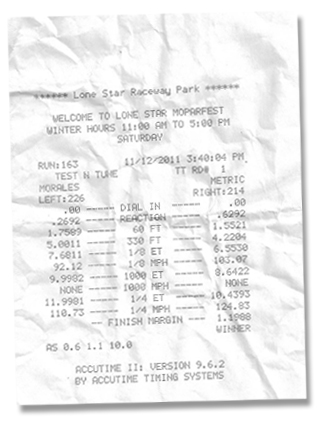 ****** Lone Star Raceway Park ******
WELCOME TO LONE STAR MOPARFEST
WINTER HOURS 11:00 AM TO 5:00 PM
SATURDAY
RUN:163 11/12/2011 3:40:04 PM
TEST N TUNE TT RD# 1
MORALES METRIC
LEFT:226 RIGHT:214
.00 ----- DIAL IN ----- .00
.2692 ----- REACTION ----- .6292
1.7589 ----- 60 FT ----- 1.5521
5.0011 ----- 330 FT ----- 4.2204
7.6811 ----- 1/8 ET ----- 6.5530
92.12 ----- 1/8 MPH ----- 103.07
9.9982 ----- 1000 ET ----- 8.6422
NONE ----- 1000 MPH ----- NONE
11.9981 ----- 1/4 ET ----- 10.4393
110.73 ----- 1/4 MPH ----- 124.83
-- FINISH MARGIN -- 1.1988
WINNER
AS 0.6 1.1 10.0
ACCUTIME II: VERSION 9.6.2
BY ACCUTIME TIMING SYSTEMS